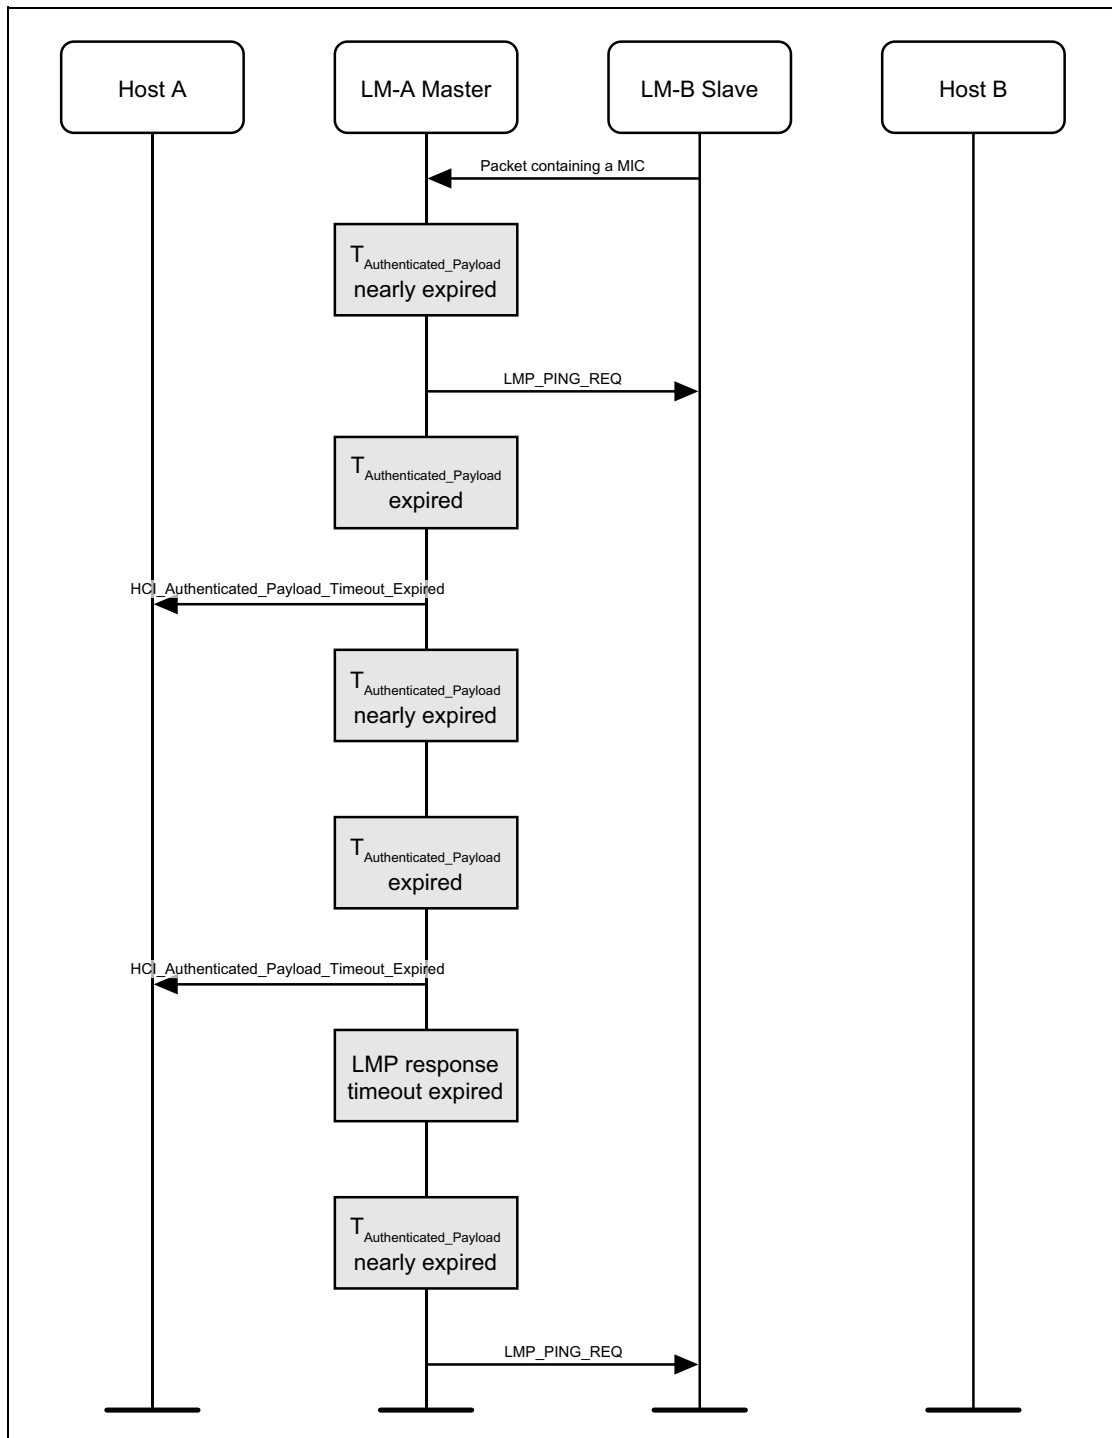 Host A
LM-A Master
LM-B Slave
Host B
Packet containing a MIC
TAuthenticated_Payload
nearly expired
LMP_PING_REQ
TAuthenticated_Payload
expired
HCI_Authenticated_Payload_Timeout_Expired
TAuthenticated_Payload
nearly expired
TAuthenticated_Payload
expired
HCI_Authenticated_Payload_Timeout_Expired
LMP response
timeout expired
TAuthenticated_Payload
nearly expired
LMP_PING_REQ